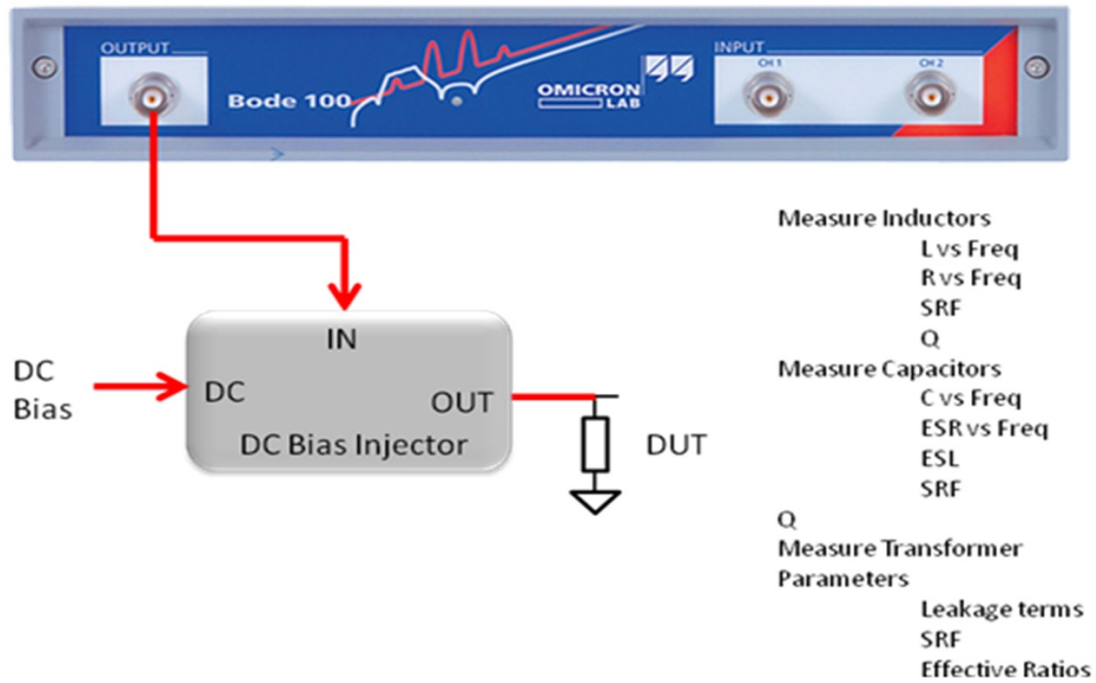 OUTPUT
Bode 100
OMICRON
LAB
INPUT
CH 1
CH 2
IN
DC
Bias
DC
OUT
DC Bias Injector
DUT
Measure Inductors
L vs Freq
R vs Freq
SRF
Q
Measure Capacitors
C vs Freq
ESR vs Freq
ESL
SRF
Q
Measure Transformer
Parameters
Leakage terms
SRF
Effective Ratios